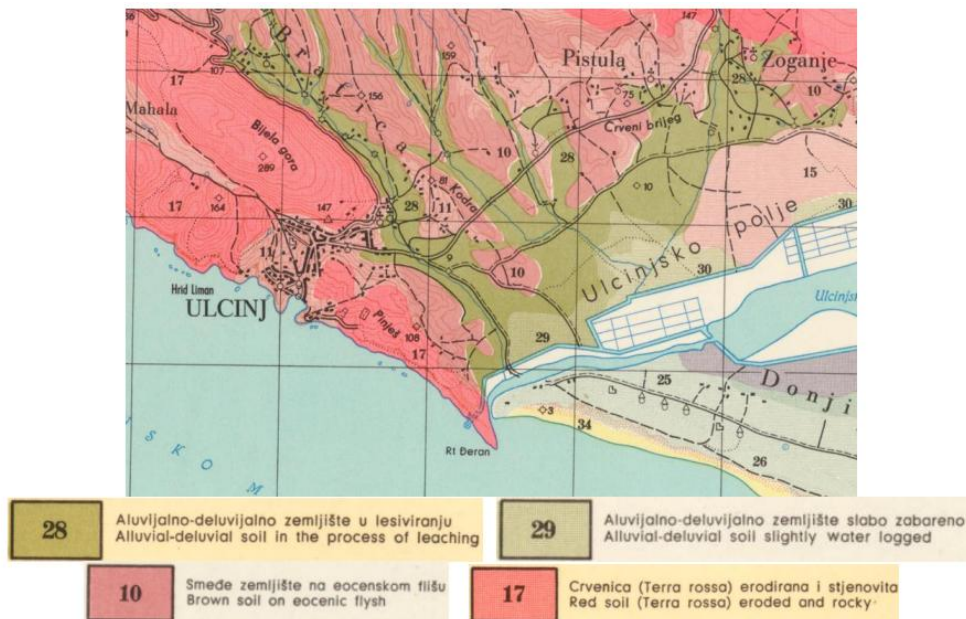 147
Bratica
159
Pistula
Zoganje
28
10
17
107
75
Mahala
156
Crveni brijeg
Bijela gora
10
28
289
81
Kodra
10
15
17
164
147
28
11
polje
30
11
10
Ulcinjsko
30
Hrid Liman
ULCINJ
Ulcinjs
Pinješ
108
17
29
Donji
25
3
34
26
Rt Đeran
S K O M
28
Aluvijalno-deluvijalno zemljište u lesiviranju
Alluvial-deluvial soil in the process of leaching
29
Aluvijalno-deluvijalno zemljište slabo zabareno
Alluvial-deluvial soil slightly water logged
10
Smeđe zemljište na eocenskom flišu
Brown soil on eocenic flysh
17
Crvenica (Terra rossa) erodirana i stjenovita
Red soil (Terra rossa) eroded and rocky